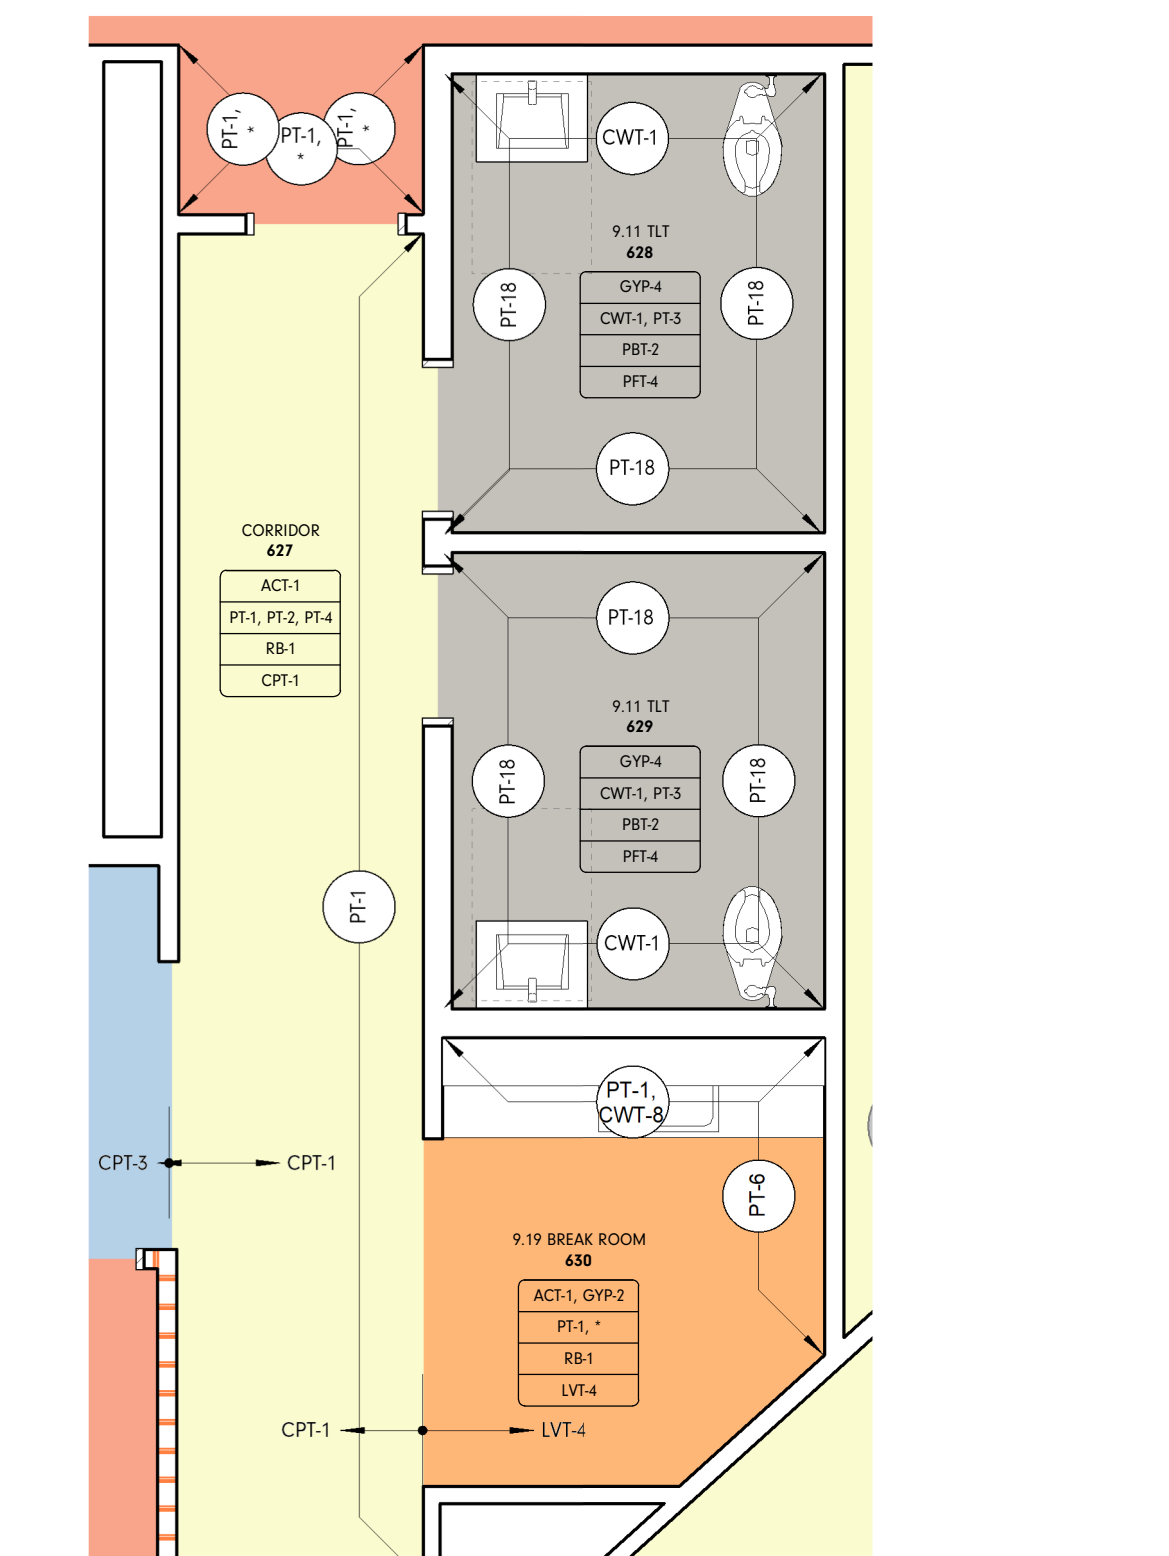 PT-1,
*
PT-1,
*
PT-1,
*
CWT-1
9.11 TLT
628
GYP-4
CWT-1, PT-3
PBT-2
PFT-4
PT-18
PT-18
PT-18
CORRIDOR
627
ACT-1
PT-1, PT-2, PT-4
RB-1
CPT-1
PT-18
9.11 TLT
629
GYP-4
CWT-1, PT-3
PBT-2
PFT-4
PT-18
PT-18
PT-1
CWT-1
PT-1,
CWT-8
CPT-3
CPT-1
PT-6
9.19 BREAK ROOM
630
ACT-1, GYP-2
PT-1, *
RB-1
LVT-4
CPT-1
LVT-4